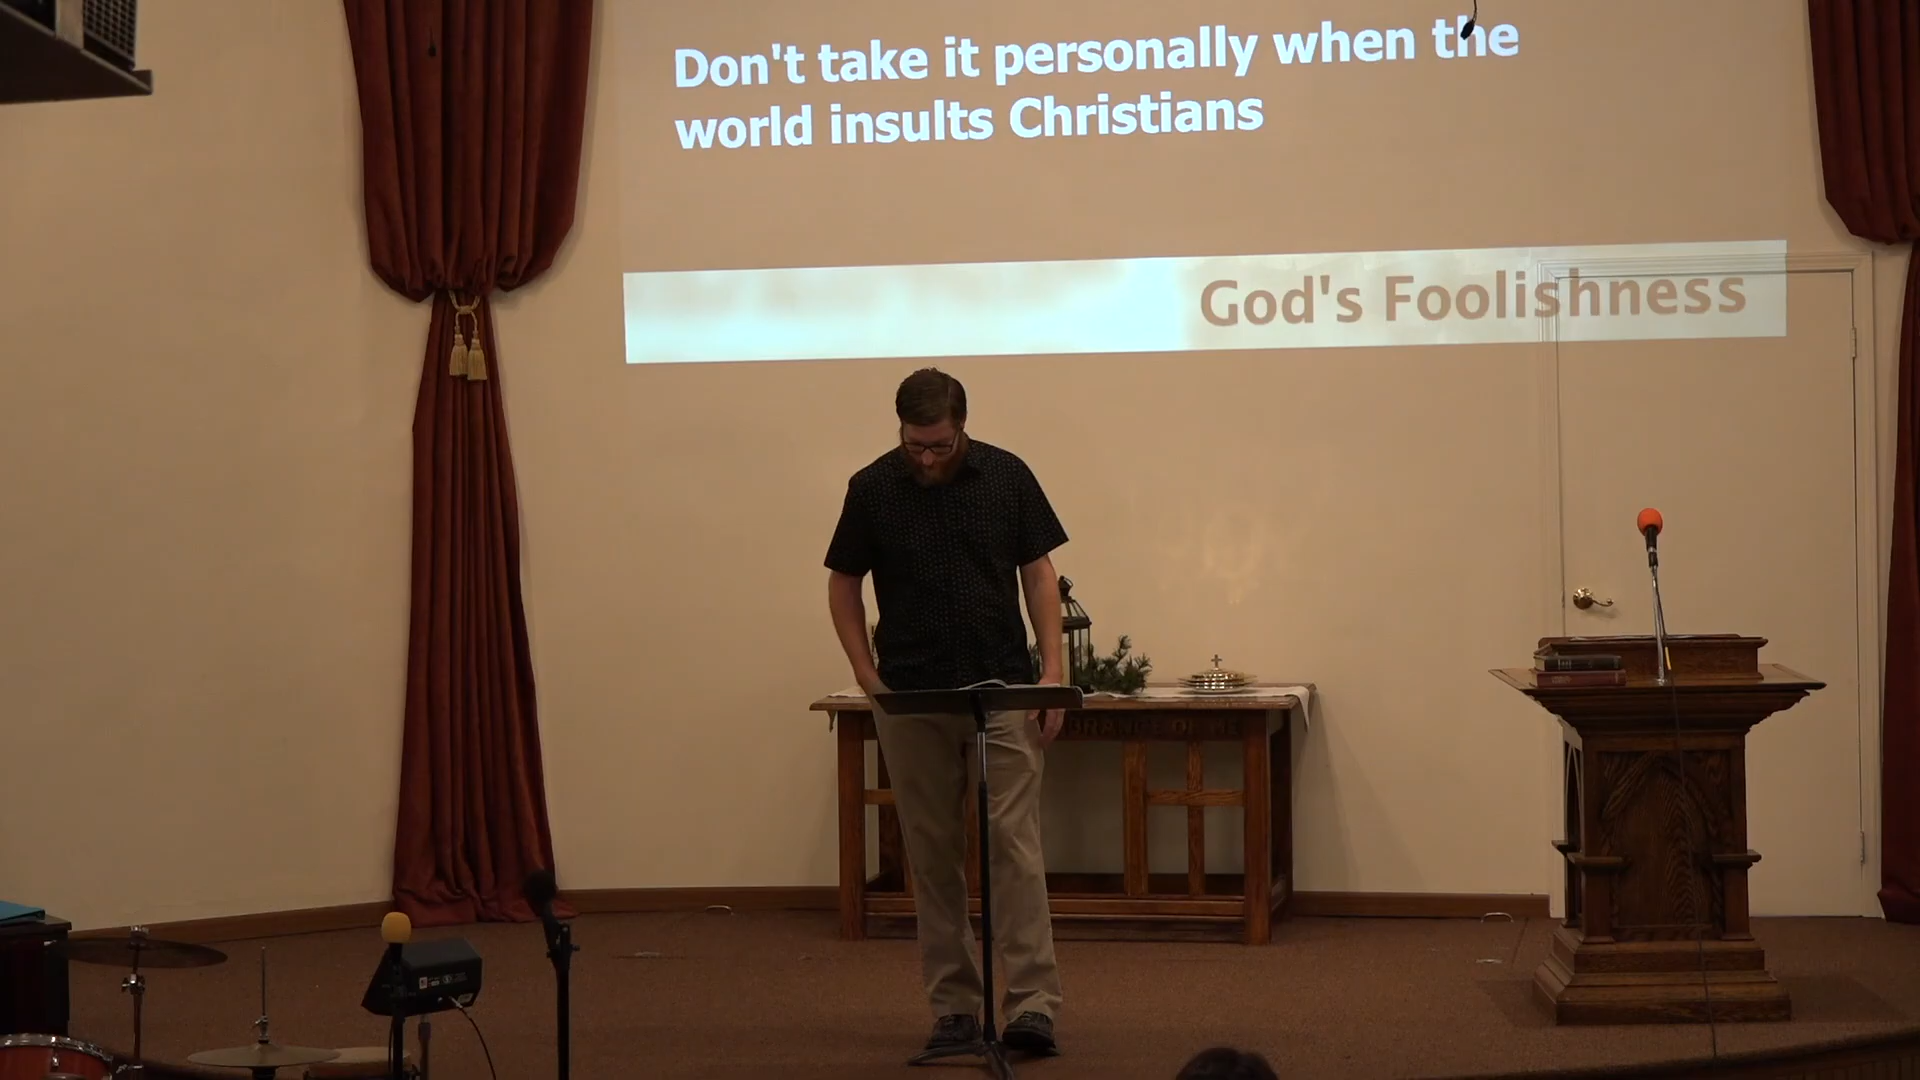 Don't take it personally when the
world insults Christians
God's Foolishness